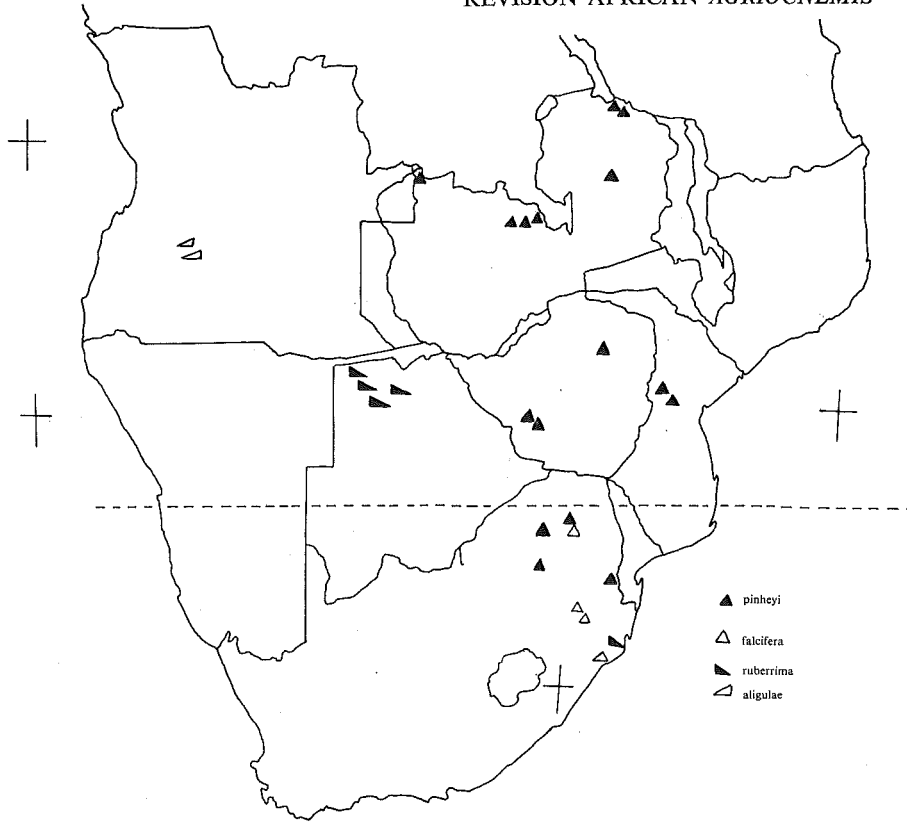 REVISION AFRICAN AGRIOCNEMIS
pinheyi
falcifera
ruberrima
aligulae